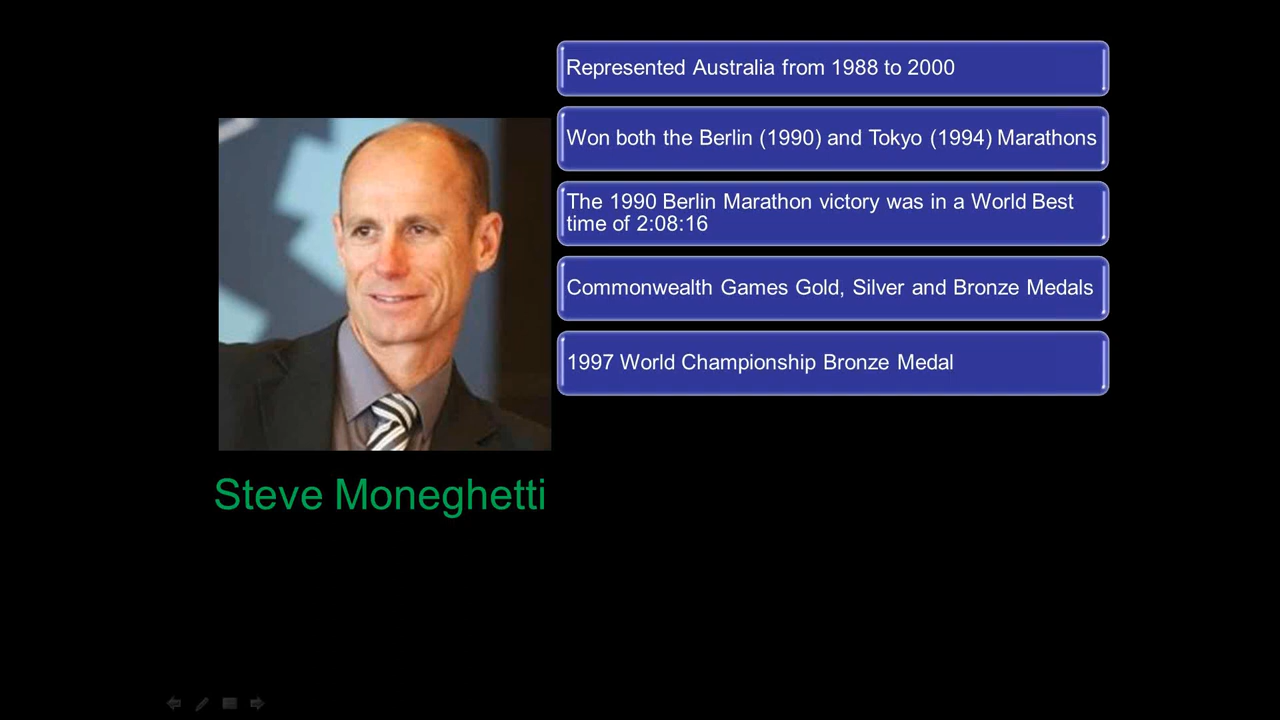 Represented Australia from 1988 to 2000
Won both the Berlin (1990) and Tokyo (1994) Marathons
The 1990 Berlin Marathon victory was in a World Best
time of 2:08:16
Commonwealth Games Gold, Silver and Bronze Medals
1997 World Championship Bronze Medal
Steve Moneghetti